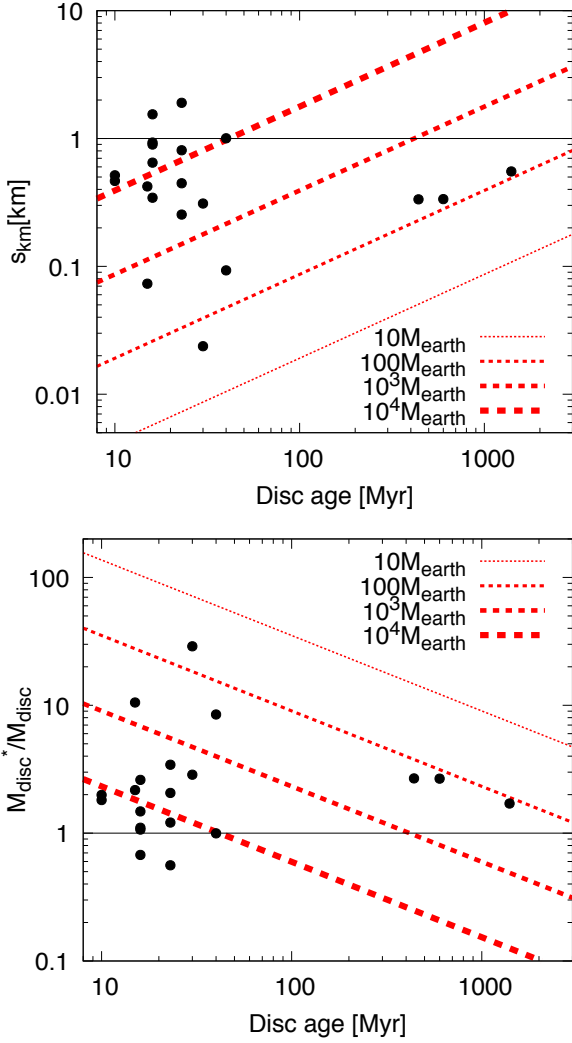 10
1
0.1
0.01
s_km[km]
10M_earth
100M_earth
10^3M_earth
10^4M_earth
10 100 1000
Disc age [Myr]
100
10
1
0.1
M_disc*/M_disc
10M_earth
100M_earth
10^3M_earth
10^4M_earth
10 100 1000
Disc age [Myr]